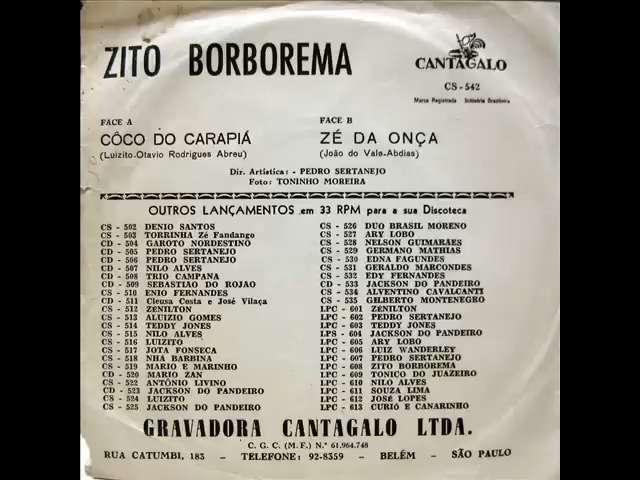 ZITO BORBOREMA
CANTAGALO
CS - 542
Marca Registrada Indústria Brasileira
FACE A
CÔCO DO CARAPIÁ
(Luizito-Otavio Rodrigues Abreu)
FACE B
ZÉ DA ONÇA
(João do Vale-Abdias)
Dir. Artística: - PEDRO SERTANEJO
Foto: TONINHO MOREIRA
OUTROS LANÇAMENTOS em 33 RPM para a sua Discoteca
CS - 502 DENIO SANTOS
CS - 503 TORRINHA Zé Fandango
CD - 504 GAROTO NORDESTINO
CD - 505 PEDRO SERTANEJO
CD - 506 PEDRO SERTANEJO
CD - 507 NILO ALVES
CD - 508 TRIO CAMPANA
CD - 509 SEBASTIÃO DO ROJÃO
CS - 510 ENIO FERNANDES
CD - 511 Cleusa Costa e José Vilaça
CS - 512 ZENILTON
CS - 513 ALUIZIO GOMES
CS - 514 TEDDY JONES
CS - 515 NILO ALVES
CS - 516 LUIZITO
CS - 517 JOTA FONSECA
CS - 518 NHÁ BARBINA
CS - 519 MARIO E MARINHO
CD - 520 MARIO ZAN
CS - 522 ANTÔNIO LIVINO
CD - 523 JACKSON DO PANDEIRO
CS - 524 LUIZITO
CS - 525 JACKSON DO PANDEIRO
CS - 526 DUO BRASIL MORENO
CS - 527 ARY LOBO
CS - 528 NELSON GUIMARÃES
CS - 529 GERMANO MATHIAS
CS - 530 EDNA FAGUNDES
CS - 531 GERALDO MARCONDES
CS - 532 EDY FERNANDES
CD - 533 JACKSON DO PANDEIRO
CS - 534 ALVENTINO CAVALCANTI
CS - 535 GILBERTO MONTENEGRO
LPC - 601 ZENILTON
LPC - 602 PEDRO SERTANEJO
LPC - 603 TEDDY JONES
LPS - 604 JACKSON DO PANDEIRO
LPC - 605 ARY LOBO
LPC - 606 LUIZ WANDERLEY
LPC - 607 PEDRO SERTANEJO
LPC - 608 ZITO BORBOREMA
LPC - 609 TONICO DO JUAZEIRO
LPC - 610 NILO ALVES
LPC - 611 SOUZA LIMA
LPC - 612 JOSÉ LOPES
LPC - 613 CURIÓ E CANARINHO
GRAVADORA CANTAGALO LTDA.
C. G. C. (M. F.) N.º 61.964.748
RUA CATUMBI, 183 - TELEFONE: 92-8359 - BELÉM - SÃO PAULO